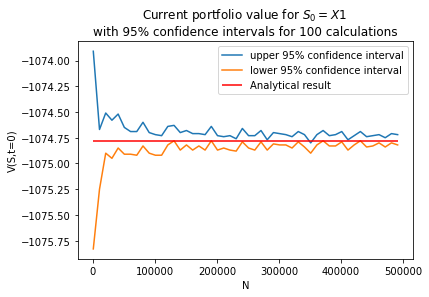 Current portfolio value for S₀ = X1
with 95% confidence intervals for 100 calculations
upper 95% confidence interval
lower 95% confidence interval
Analytical result
V(S,t=0)
−1074.00
−1074.25
−1074.50
−1074.75
−1075.00
−1075.25
−1075.50
−1075.75
0
100000
200000
300000
400000
500000
N